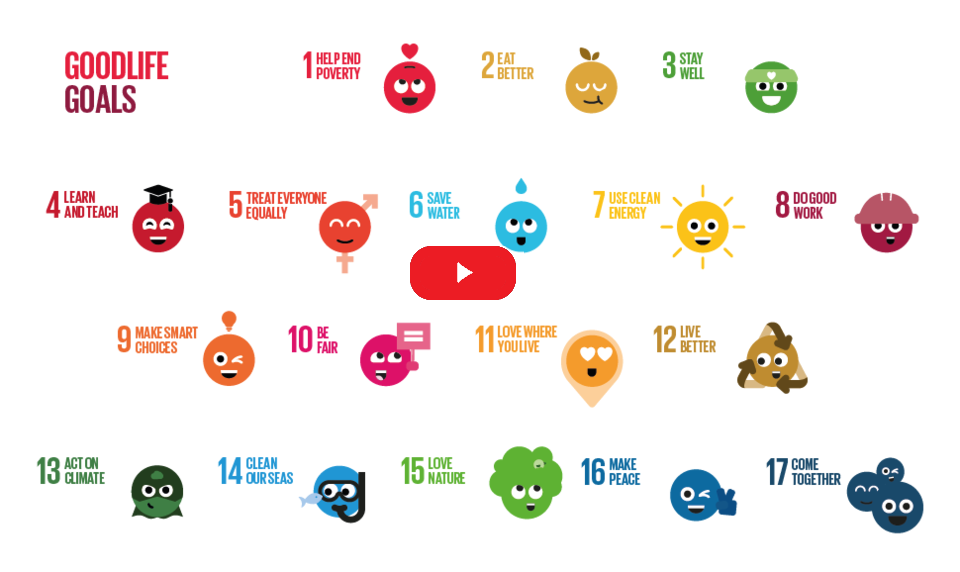 GOODLIFE
GOALS
1 HELP END
POVERTY
2 EAT
BETTER
3 STAY
WELL
4 LEARN
AND TEACH
5 TREAT EVERYONE
EQUALLY
6 SAVE
WATER
7 USE CLEAN
ENERGY
8 DO GOOD
WORK
9 MAKE SMART
CHOICES
10 BE
FAIR
11 LOVE WHERE
YOU LIVE
12 LIVE
BETTER
13 ACT ON
CLIMATE
14 CLEAN
OUR SEAS
15 LOVE
NATURE
16 MAKE
PEACE
17 COME
TOGETHER